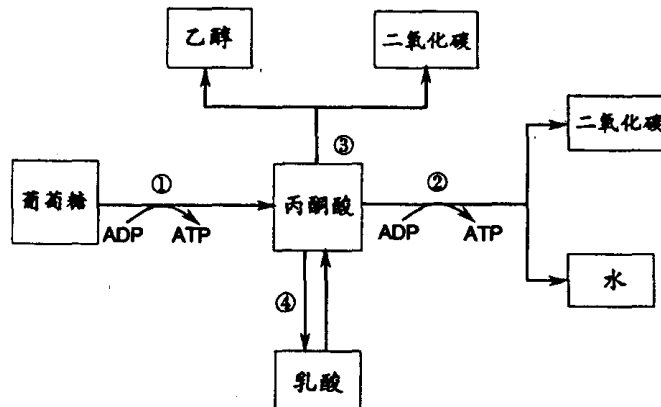 乙醇
二氧化碳
③
二氧化碳
葡萄糖
①
ADP
ATP
丙酮酸
②
ADP
ATP
水
④
乳酸